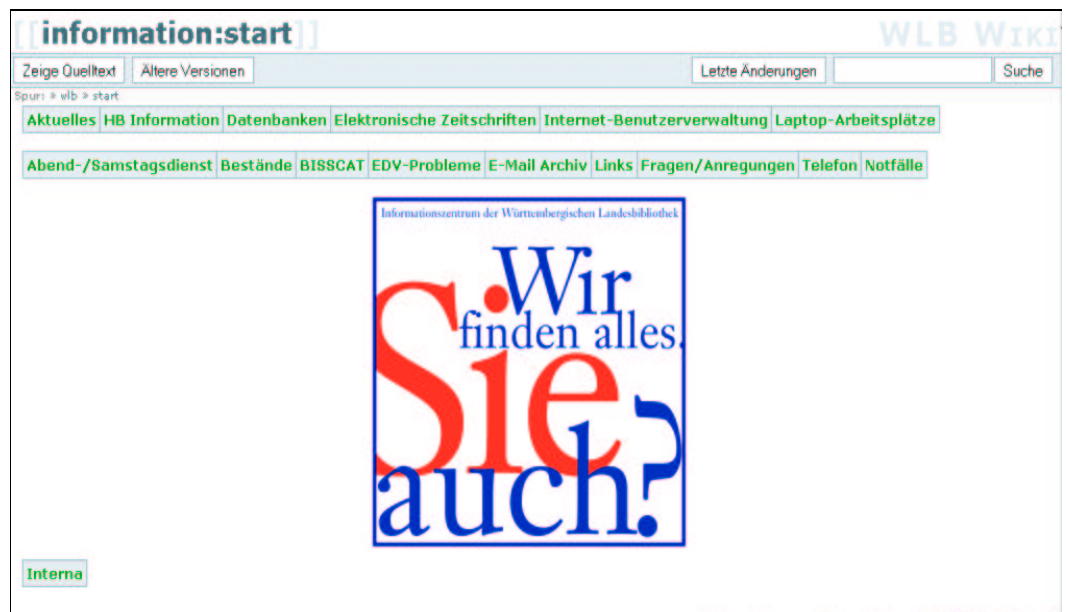 [[information:start]] WLB WIKI
Zeige Quelltext Ältere Versionen Letzte Änderungen Suche
Spur: » wlb » start
Aktuelles HB Information Datenbanken Elektronische Zeitschriften Internet-Benutzerverwaltung Laptop-Arbeitsplätze
Abend-/Samstagsdienst Bestände BISSCAT EDV-Probleme E-Mail Archiv Links Fragen/Anregungen Telefon Notfälle
Informationszentrum der Württembergischen Landesbibliothek
Wir
finden alles.
Sie
auch?
Interna